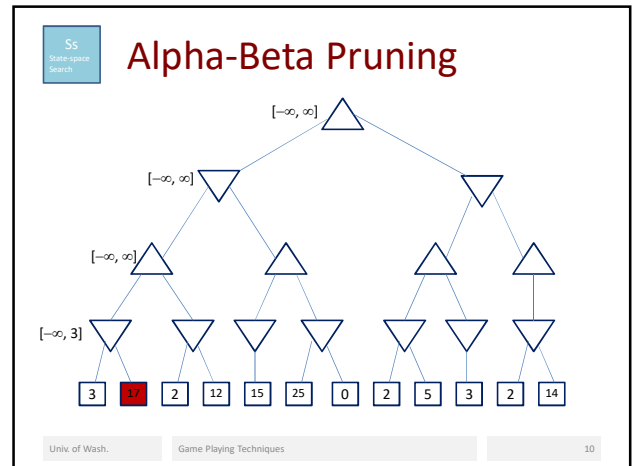 Ss
State-space
Search
Alpha-Beta Pruning
[−∞, ∞]
[−∞, ∞]
[−∞, ∞]
[−∞, 3]
3 17 2 12 15 25 0 2 5 3 2 14
Univ. of Wash. Game Playing Techniques 10